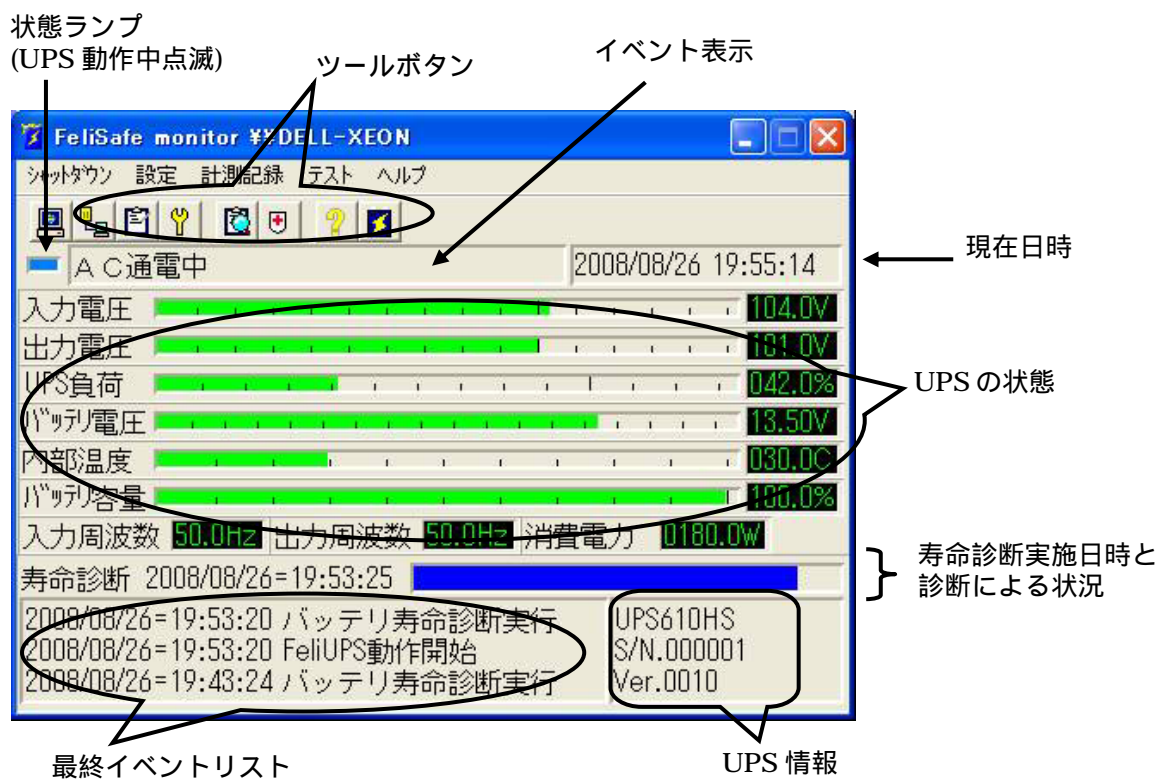 状態ランプ
(UPS 動作中点滅)
ツールボタン
イベント表示
FeliSafe monitor ¥¥DELL-XEON
シャットダウン 設定 計測記録 テスト ヘルプ
AC通電中
2008/08/26 19:55:14
現在日時
入力電圧 104.0V
出力電圧 101.0V
UPS負荷 042.0%
バッテリ電圧 13.50V
内部温度 030.0C
バッテリ容量 100.0%
UPS の状態
入力周波数 50.0Hz 出力周波数 50.0Hz 消費電力 0180.0W
寿命診断 2008/08/26=19:53:25
寿命診断実施日時と
診断による状況
2008/08/26=19:53:20 バッテリ寿命診断実行
2008/08/26=19:53:20 FeliUPS動作開始
2008/08/26=19:43:24 バッテリ寿命診断実行
UPS610HS
S/N.000001
Ver.0010
最終イベントリスト
UPS 情報